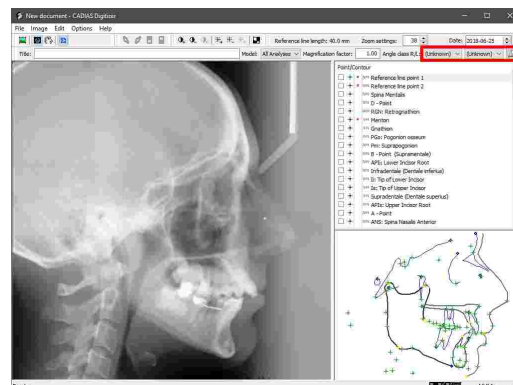 New document - CADIAS Digitizer
File Image Edit Options Help
Reference line length: 40.0 mm Zoom settings: 38 Date: 2018-06-25
Title: Model: All Analyses Magnification factor: 1.00 Angle class R/L: (Unknown) (Unknown)
Point/Contour
Reference line point 1
Reference line point 2
Spina Mentalis
D - Point
RGN: Retrognathion
Menton
Gnathion
PGo: Pogonion osseum
Pm: Suprapogonion
B - Point (Supramentale)
APIi: Lower Incisor Root
Infradentale (Dentale inferius)
Ii: Tip of Lower Incisor
Is: Tip of Upper Incisor
Supradentale (Dentale superius)
APIs: Upper Incisor Root
A - Point
ANS: Spina Nasalis Anterior